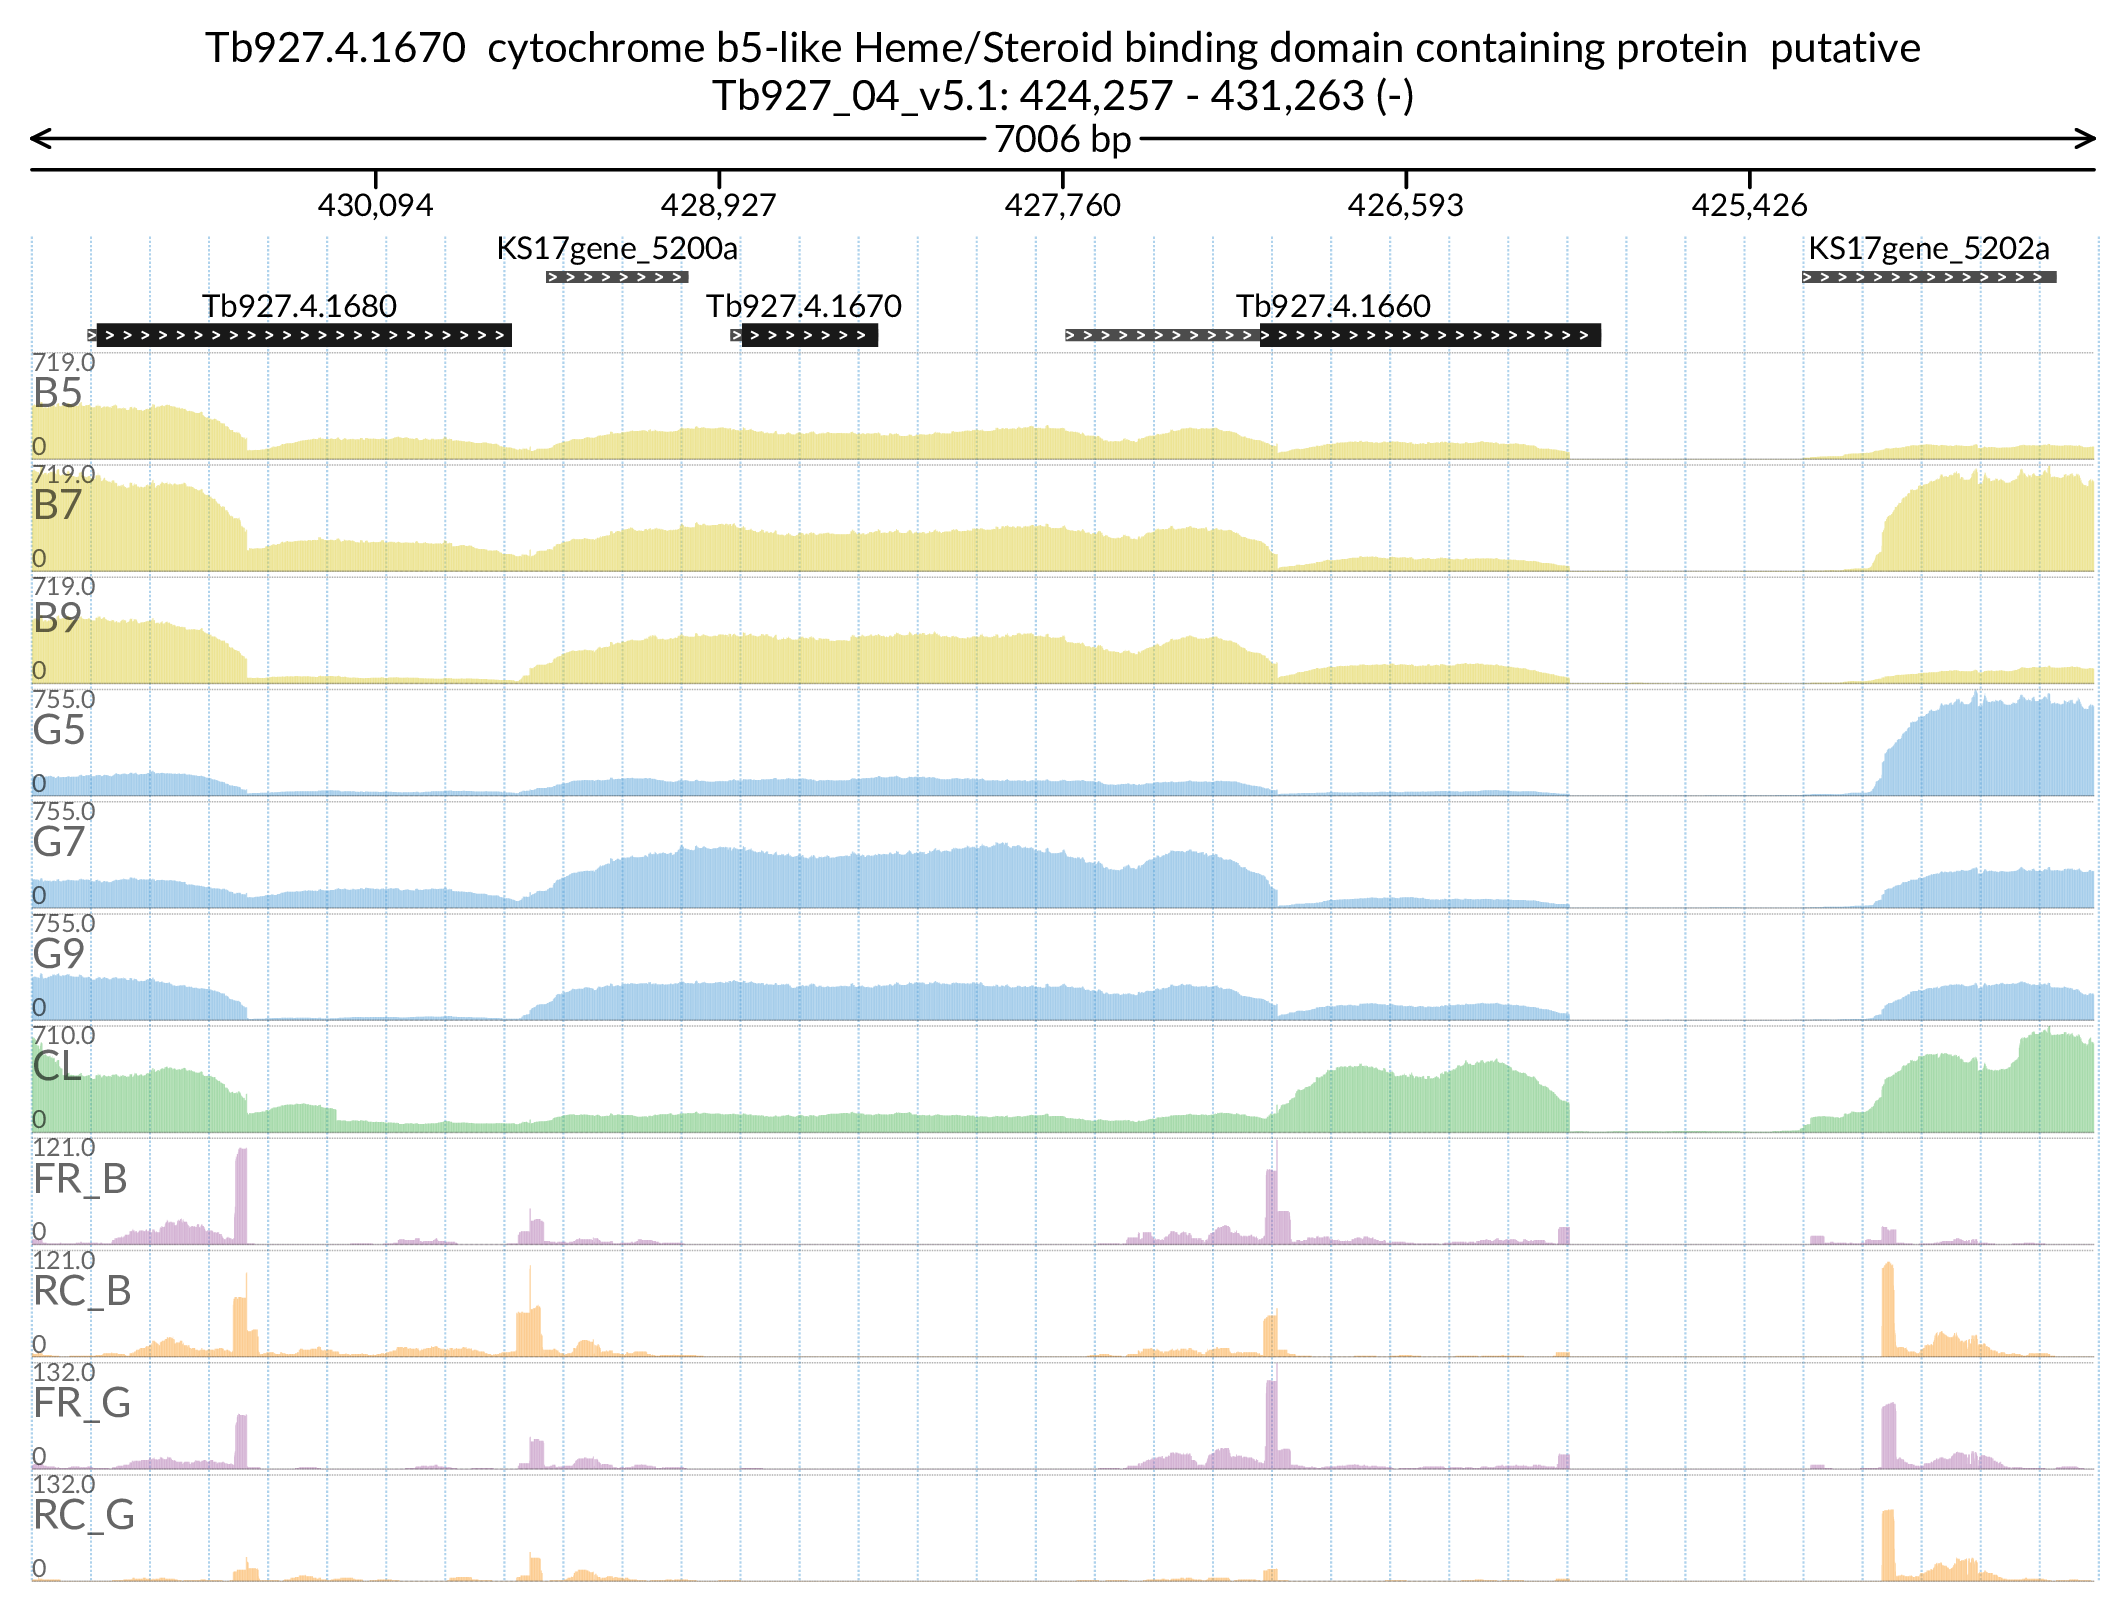 Tb927.4.1670  cytochrome b5-like Heme/Steroid binding domain containing protein  putative
Tb927_04_v5.1: 424,257 - 431,263 (-)
7006 bp
430,094 428,927 427,760 426,593 425,426
KS17gene_5200a KS17gene_5202a
Tb927.4.1680 Tb927.4.1670 Tb927.4.1660
719.0
B5
0
719.0
B7
0
719.0
B9
0
755.0
G5
0
755.0
G7
0
755.0
G9
0
710.0
CL
0
121.0
FR_B
0
121.0
RC_B
0
132.0
FR_G
0
132.0
RC_G
0